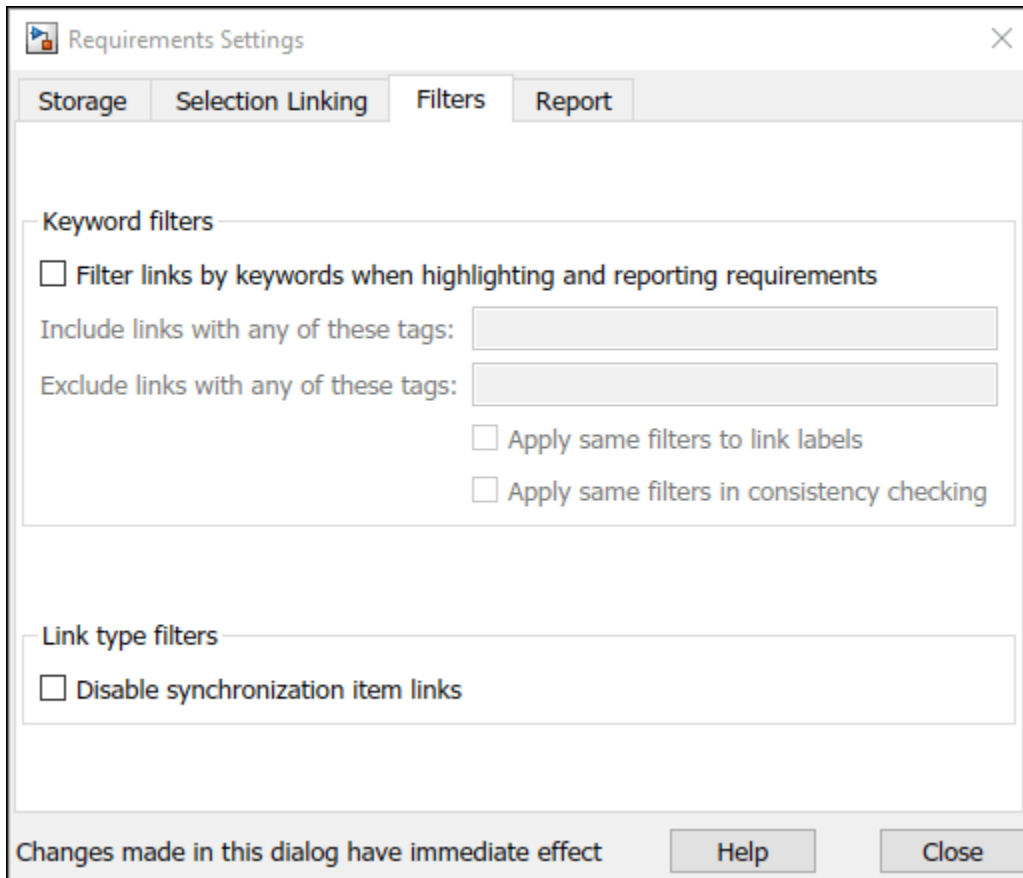 Requirements Settings
Storage Selection Linking Filters Report
Keyword filters
Filter links by keywords when highlighting and reporting requirements
Include links with any of these tags:
Exclude links with any of these tags:
Apply same filters to link labels
Apply same filters in consistency checking
Link type filters
Disable synchronization item links
Changes made in this dialog have immediate effect Help Close